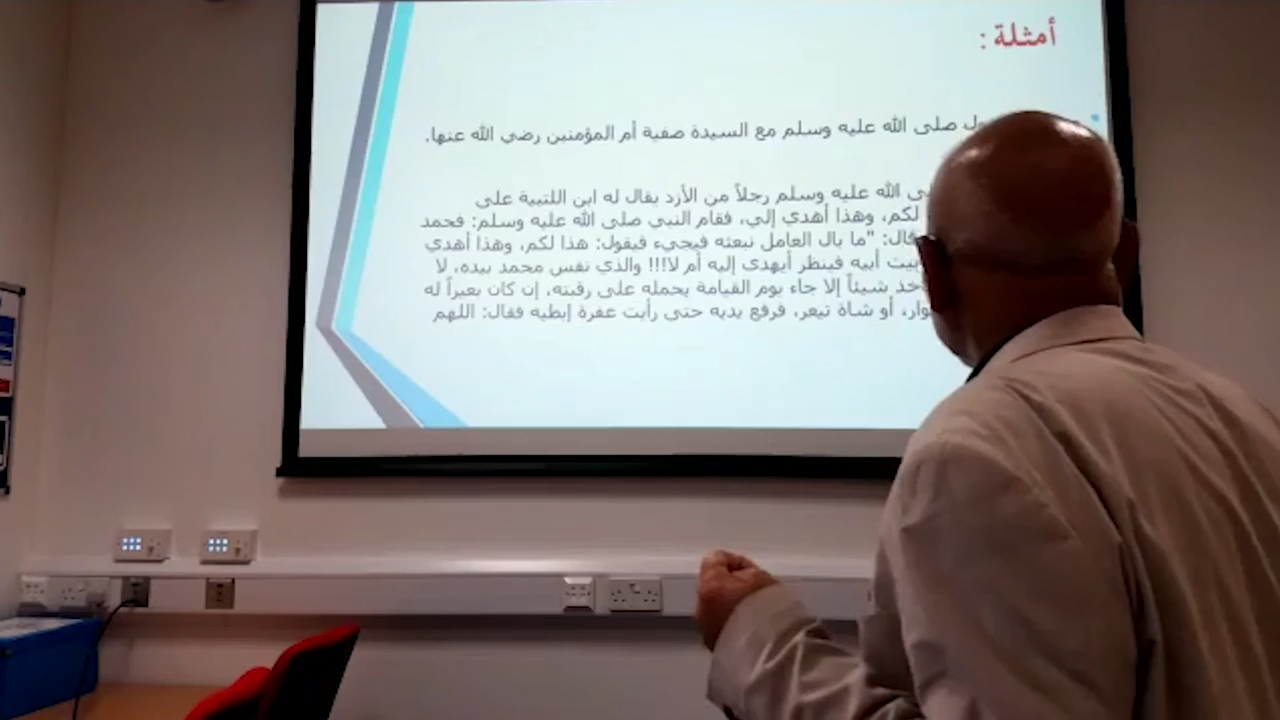 أمثلة :
صلى الله عليه وسلم مع السيدة صفية أم المؤمنين رضي الله عنها.
الله عليه وسلم رجلاً من الأزد يقال له ابن اللتبية على
لكم، وهذا أهدي إلي، فقام النبي صلى الله عليه وسلم: فحمد
قال: "ما بال العامل نبعثه فيجيء فيقول: هذا لكم، وهذا أهدي
بيت أبيه فينظر أيهدى إليه أم لا!!! والذي نفس محمد بيده، لا
شيئاً إلا جاء يوم القيامة يحمله على رقبته، إن كان بعيراً له
أو شاة تيعر، فرفع يديه حتى رأيت عفرة إبطيه فقال: اللهم